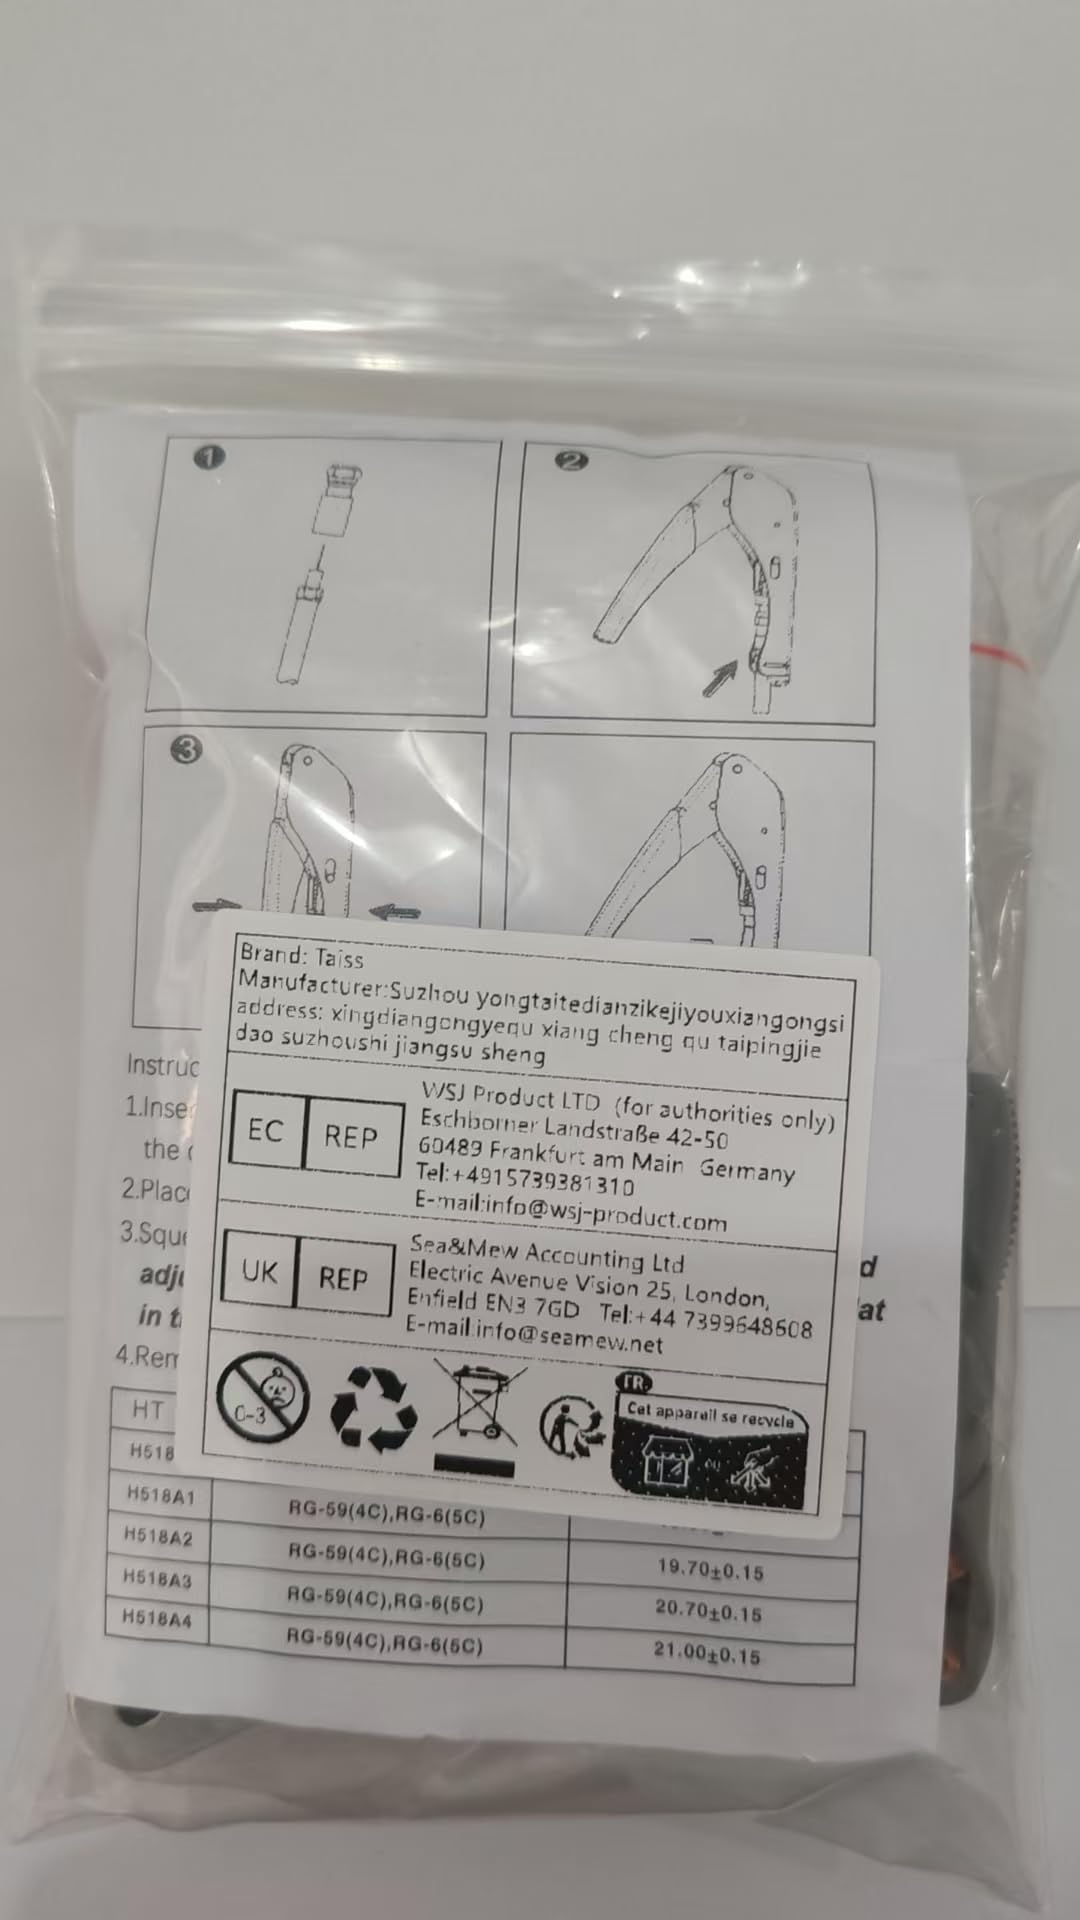 1
2
3
Brand: Taiss
Manufacturer:Suzhou yongtaitedianzikejiyouxiangongsi
address: xingdiangongyequ xiang cheng qu taipingjie
dao suzhoushi jiangsu sheng
EC REP
WSJ Product LTD (for authorities only)
Eschborner Landstraße 42-50
60489 Frankfurt am Main Germany
Tel:+4915739381310
E-mail:info@wsj-product.com
UK REP
Sea&Mew Accounting Ltd
Electric Avenue Vision 25, London,
Enfield EN3 7GD Tel:+44 7399648608
E-mail:info@seamew.net
0-3
FR
Cet appareil se recycle
ou
Instruc
1.Inse
the
2.Plac
3.Sque
adju
in t
4.Rem
HT
H518
H518A1 RG-59(4C),RG-6(5C)
H518A2 RG-59(4C),RG-6(5C) 19.70±0.15
H518A3 RG-59(4C),RG-6(5C) 20.70±0.15
H518A4 RG-59(4C),RG-6(5C) 21.00±0.15